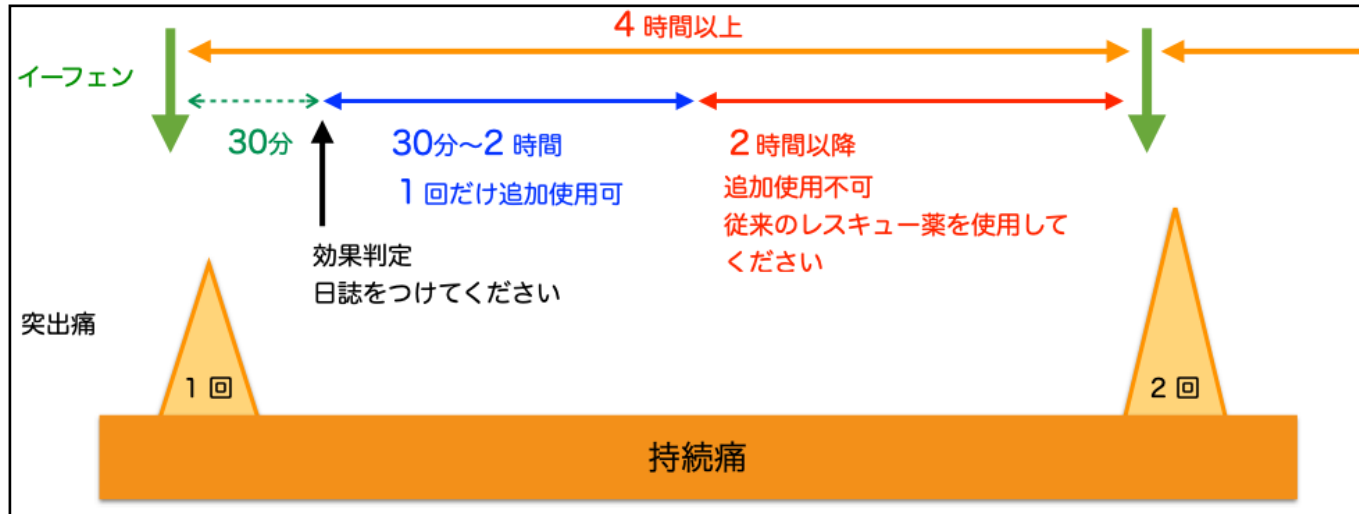 4 時間以上
イーフェン
30分
30分〜2 時間
1 回だけ追加使用可
2 時間以降
追加使用不可
従来のレスキュー薬を使用して
ください
効果判定
日誌をつけてください
突出痛
1 回
2 回
持続痛